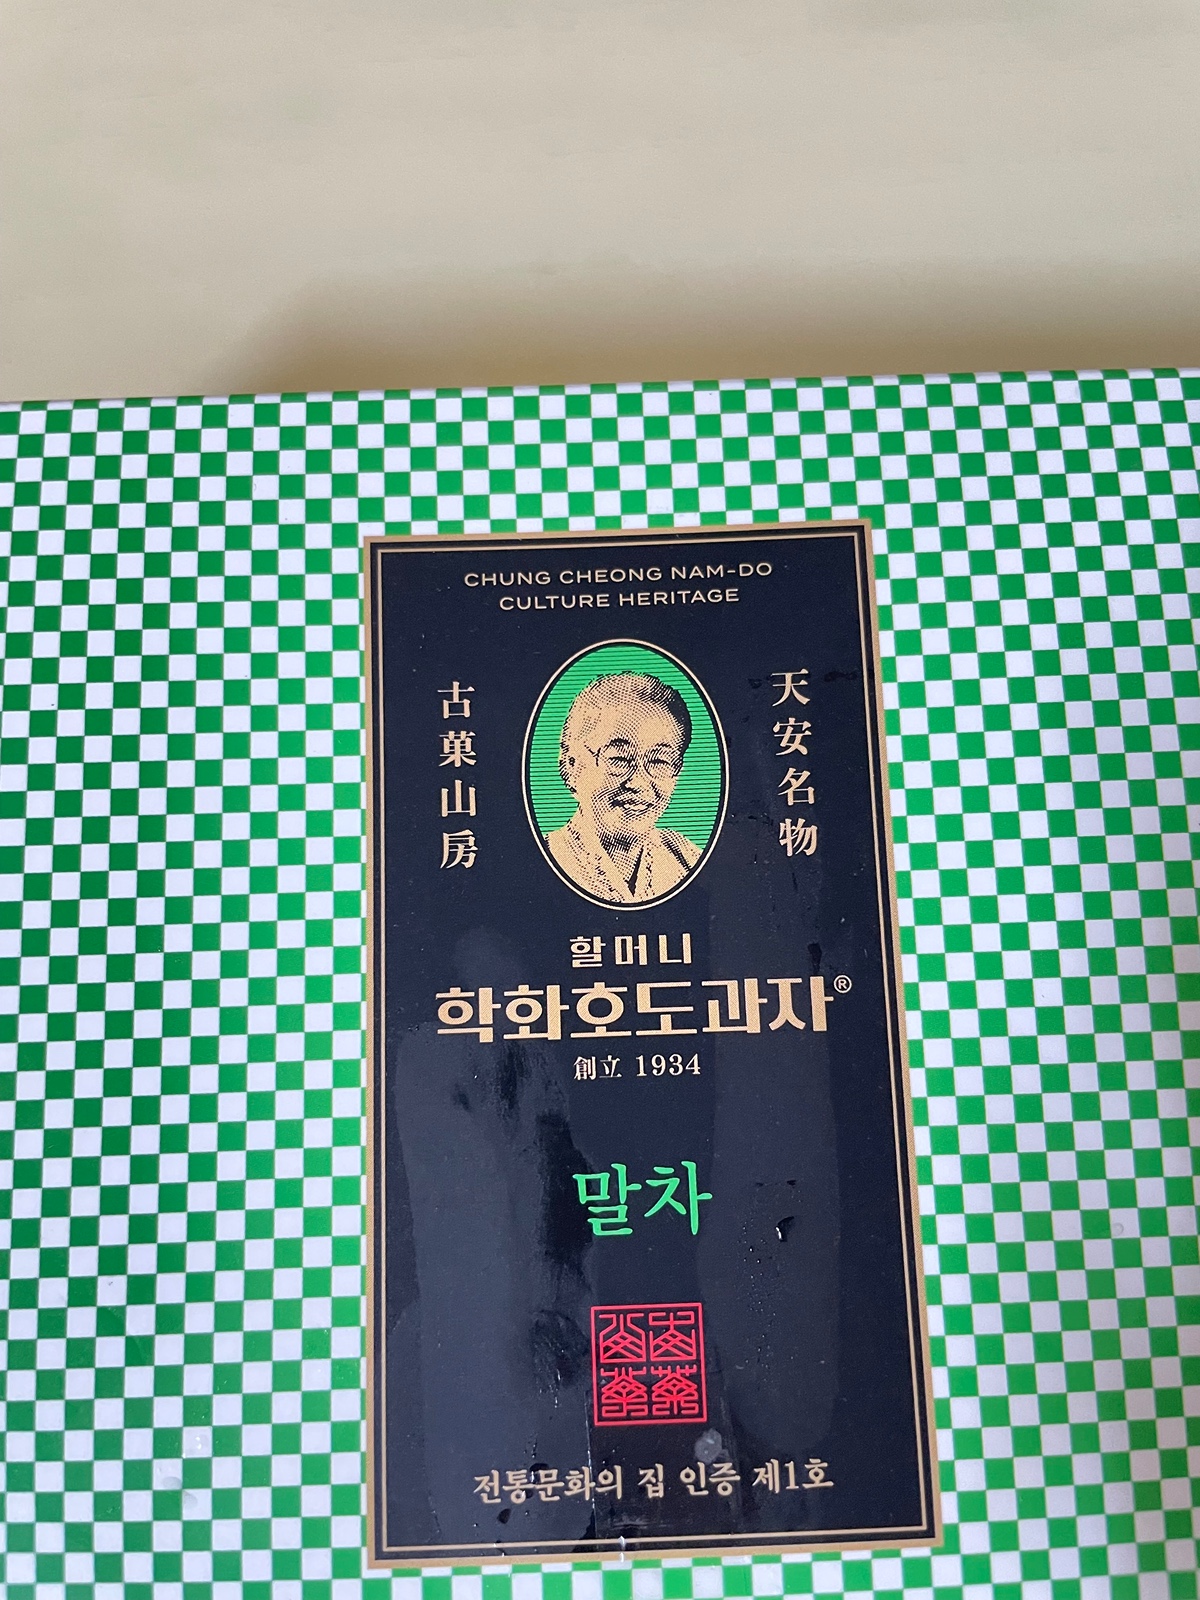 CHUNG CHEONG NAM-DO
CULTURE HERITAGE
天安名物
古菓山房
할머니
학화호도과자®
創立 1934
말차
전통문화의 집 인증 제1호